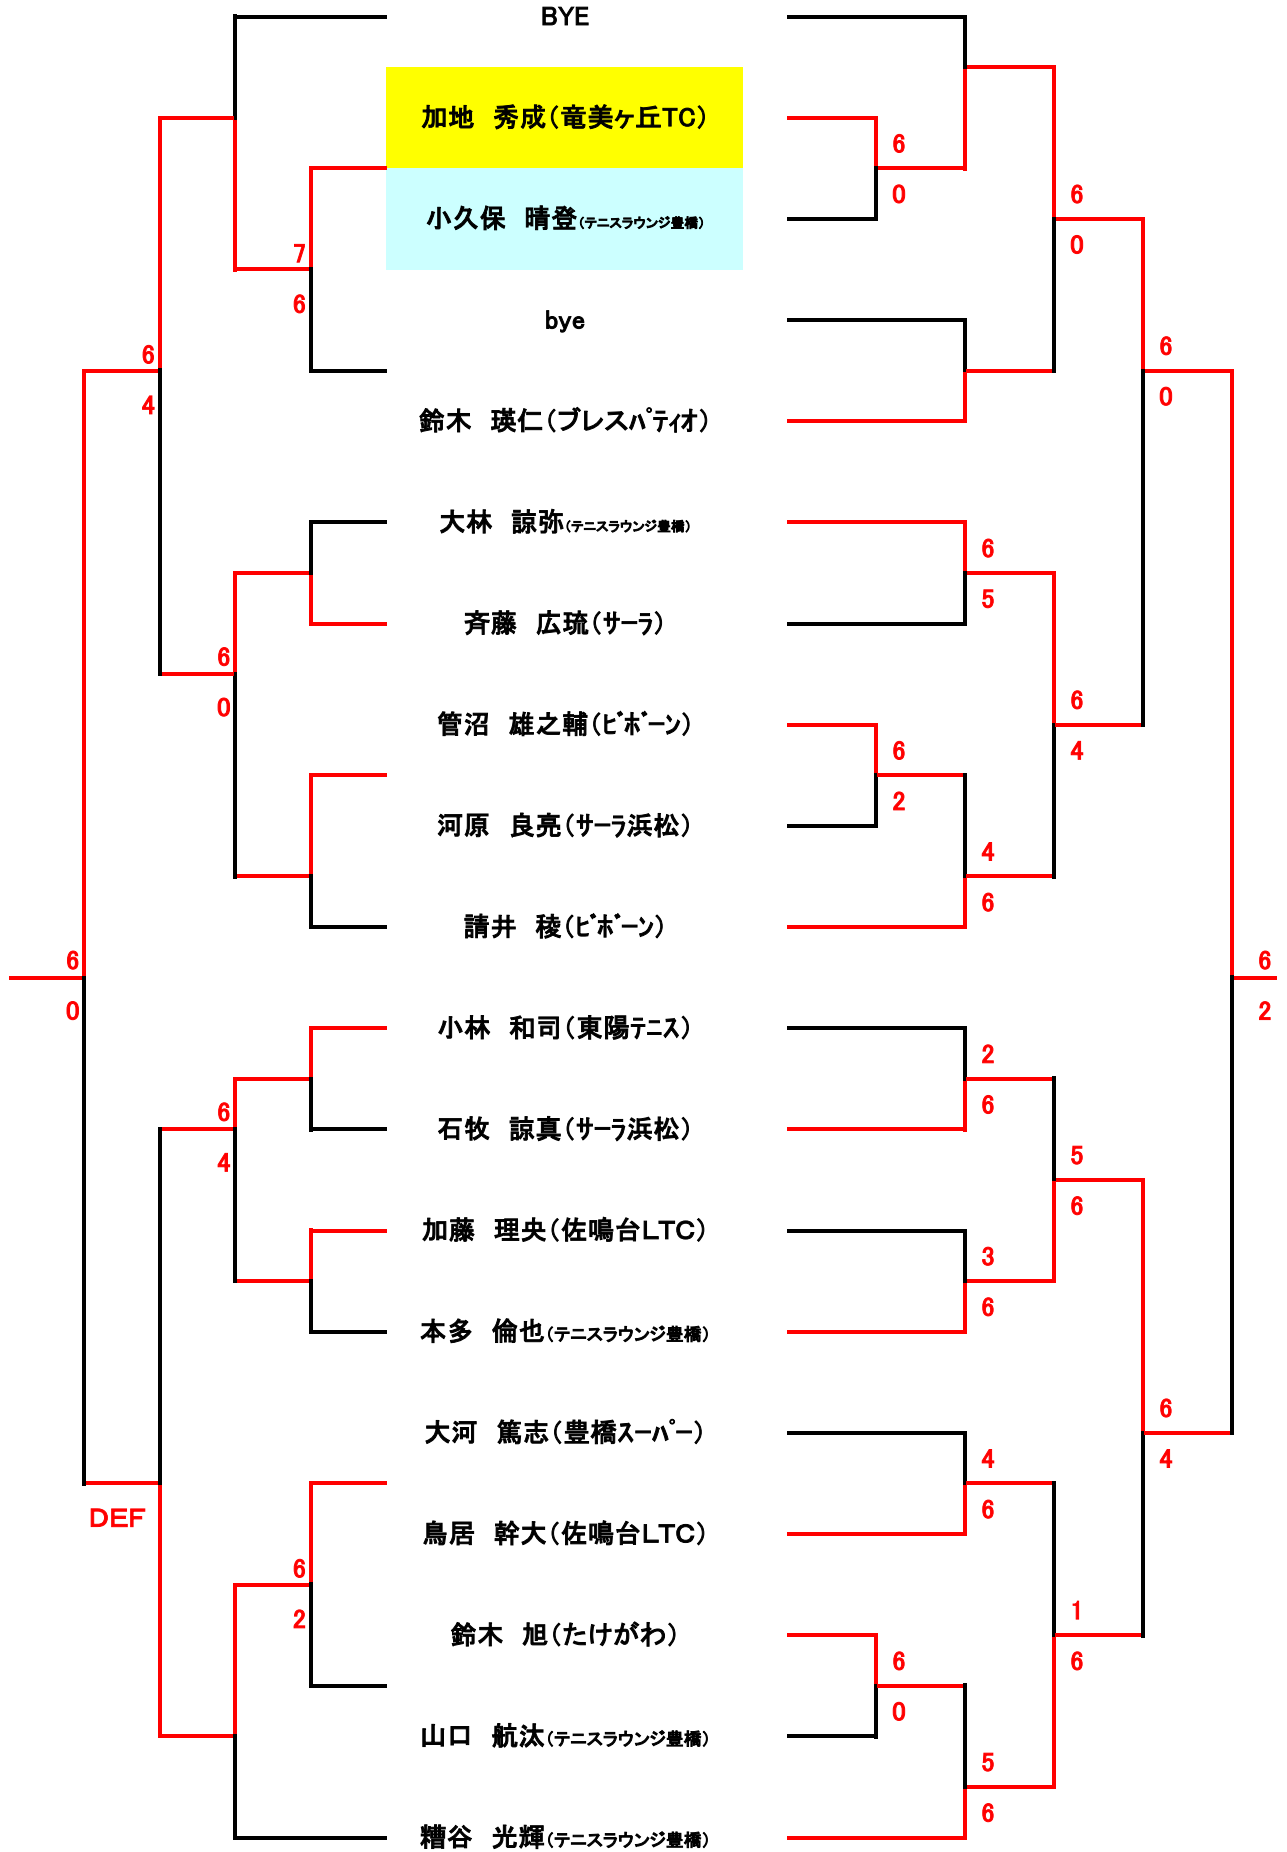 BYE
加地　秀成(竜美ヶ丘TC)
6
0
6
0
小久保　晴登(テニスラウンジ豊橋)
7
6
bye
6
4
6
0
鈴木　瑛仁(ブレスパティオ)
大林　諒弥(テニスラウンジ豊橋)
6
5
斉藤　広琉(サーラ)
6
0
管沼　雄之輔(ビボーン)
6
4
6
2
河原　良亮(サーラ浜松)
4
6
請井　稜(ビボーン)
6
0
6
2
小林　和司(東陽テニス)
2
6
石牧　諒真(サーラ浜松)
6
4
5
6
加藤　理央(佐鳴台LTC)
3
6
本多　倫也(テニスラウンジ豊橋)
大河　篤志(豊橋スーパー)
6
4
4
6
DEF
鳥居　幹大(佐鳴台LTC)
6
2
1
6
鈴木　旭(たけがわ)
6
0
山口　航汰(テニスラウンジ豊橋)
5
6
糟谷　光輝(テニスラウンジ豊橋)